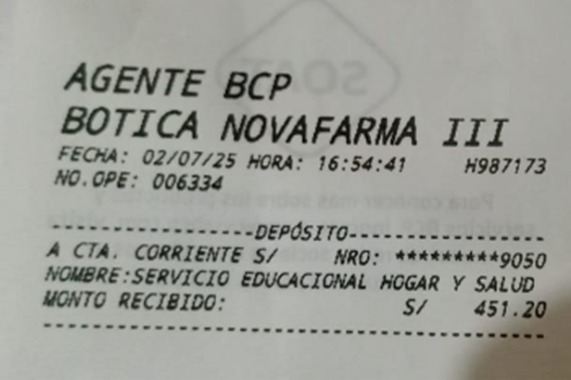 AGENTE BCP
BOTICA NOVAFARMA III
FECHA: 02/07/25 HORA: 16:54:41 H987173
NO.OPE: 006334
------------------DEPÓSITO------------------
A CTA. CORRIENTE S/ NRO: *********9050
NOMBRE:SERVICIO EDUCACIONAL HOGAR Y SALUD
MONTO RECIBIDO: S/ 451.20
--------------------------------------------